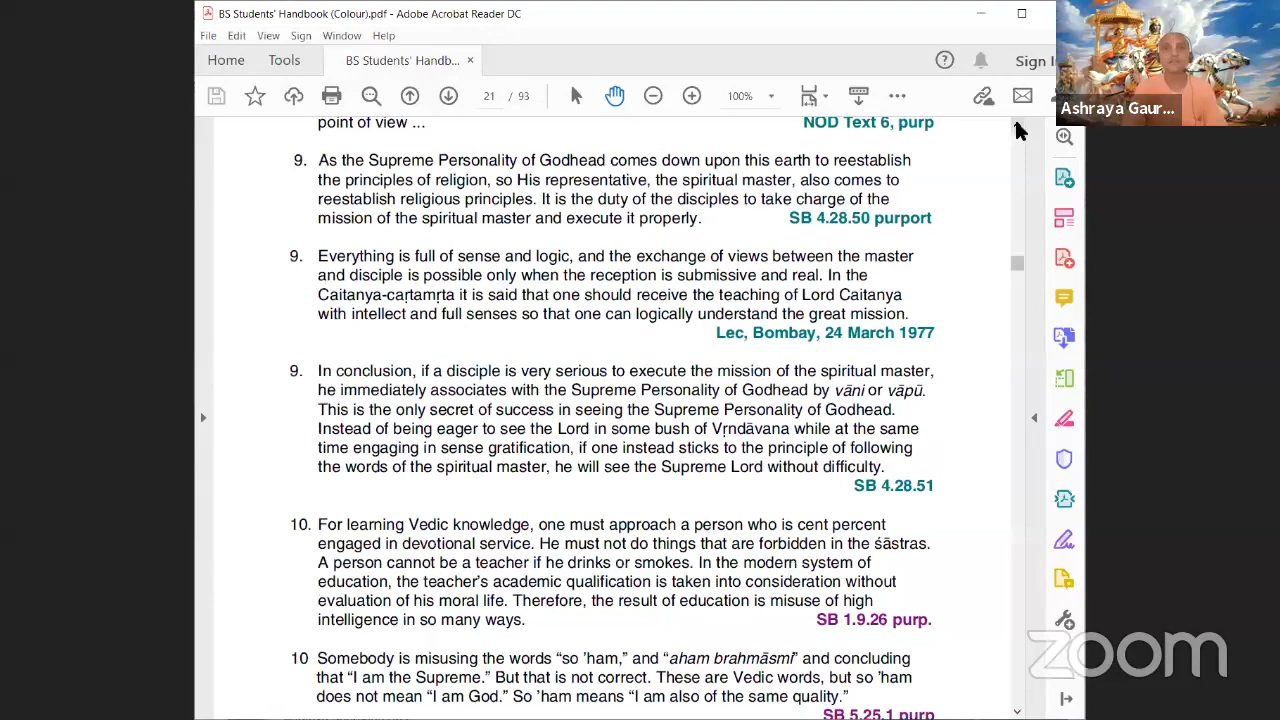 BS Students' Handbook (Colour).pdf - Adobe Acrobat Reader DC
File Edit View Sign Window Help
Home Tools BS Students' Handb... × Sign I
21 / 93 100%
Ashraya Gaur...
point of view ... NOD Text 6, purp
9. As the Supreme Personality of Godhead comes down upon this earth to reestablish
the principles of religion, so His representative, the spiritual master, also comes to
reestablish religious principles. It is the duty of the disciples to take charge of the
mission of the spiritual master and execute it properly. SB 4.28.50 purport
9. Everything is full of sense and logic, and the exchange of views between the master
and disciple is possible only when the reception is submissive and real. In the
Caitanya-carṭamṛta it is said that one should receive the teaching of Lord Caitanya
with intellect and full senses so that one can logically understand the great mission.
Lec, Bombay, 24 March 1977
9. In conclusion, if a disciple is very serious to execute the mission of the spiritual master,
he immediately associates with the Supreme Personality of Godhead by vāni or vāpū.
This is the only secret of success in seeing the Supreme Personality of Godhead.
Instead of being eager to see the Lord in some bush of Vṛndāvana while at the same
time engaging in sense gratification, if one instead sticks to the principle of following
the words of the spiritual master, he will see the Supreme Lord without difficulty.
SB 4.28.51
10. For learning Vedic knowledge, one must approach a person who is cent percent
engaged in devotional service. He must not do things that are forbidden in the śāstras.
A person cannot be a teacher if he drinks or smokes. In the modern system of
education, the teacher's academic qualification is taken into consideration without
evaluation of his moral life. Therefore, the result of education is misuse of high
intelligence in so many ways. SB 1.9.26 purp.
10 Somebody is misusing the words “so ’ham,” and “aham brahmāsmi” and concluding
that “I am the Supreme.” But that is not correct. These are Vedic words, but so ’ham
does not mean “I am God.” So ’ham means “I am also of the same quality.”
SB 5.25.1 purp
zoom